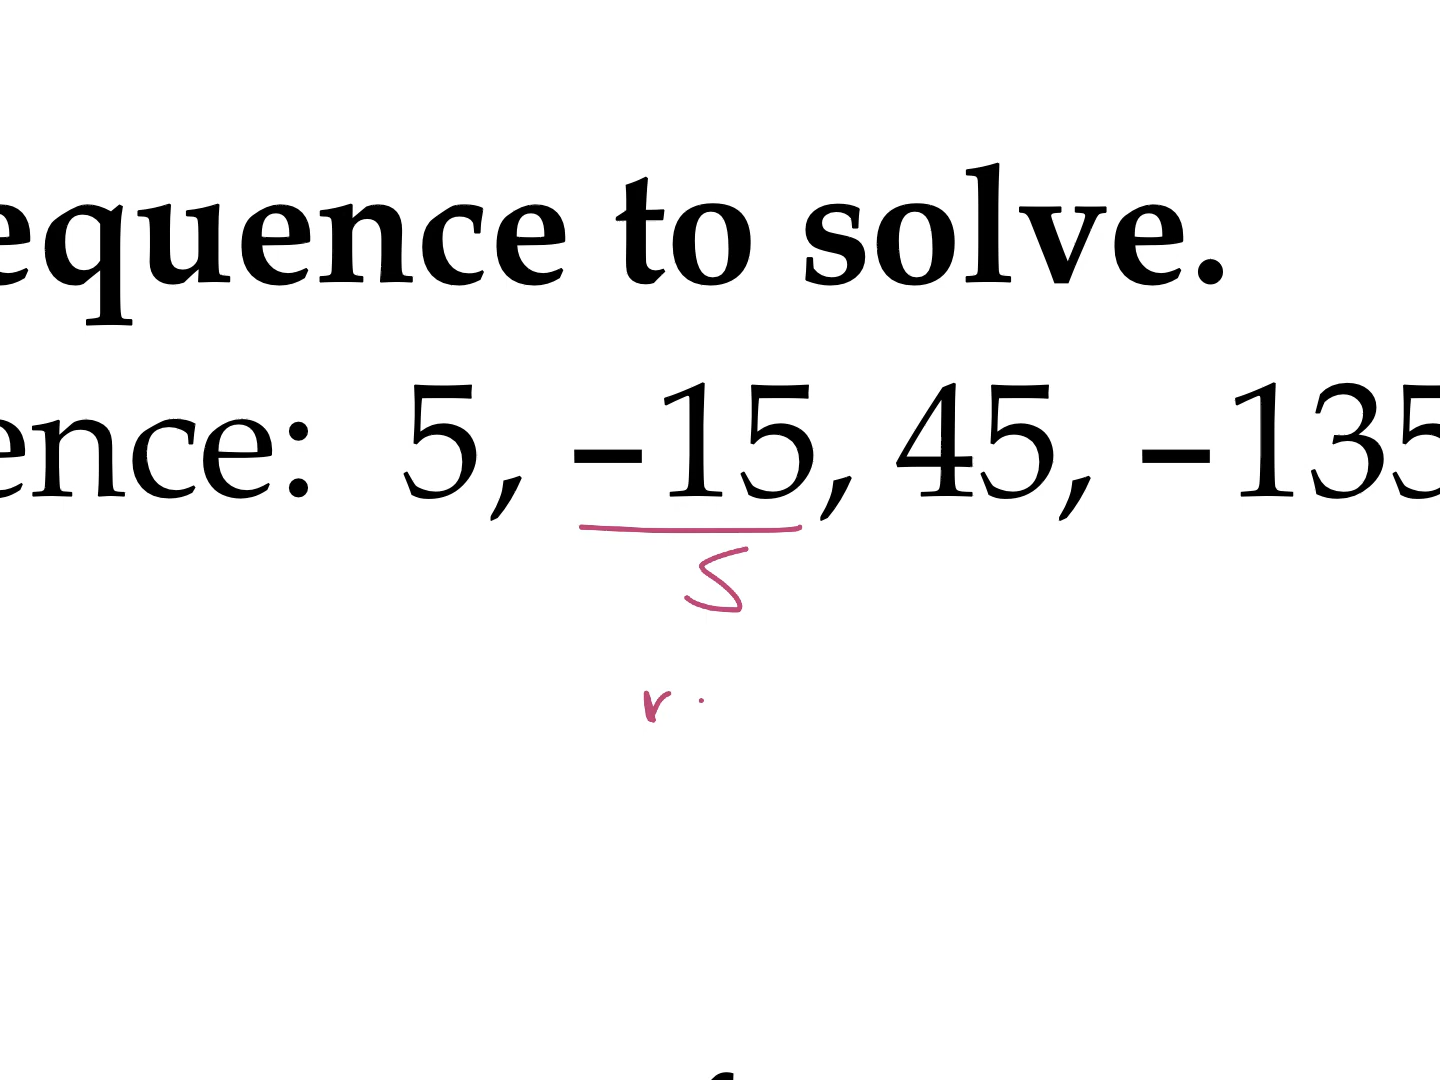 equence to solve.
ence: 5, –15, 45, –135
5
r